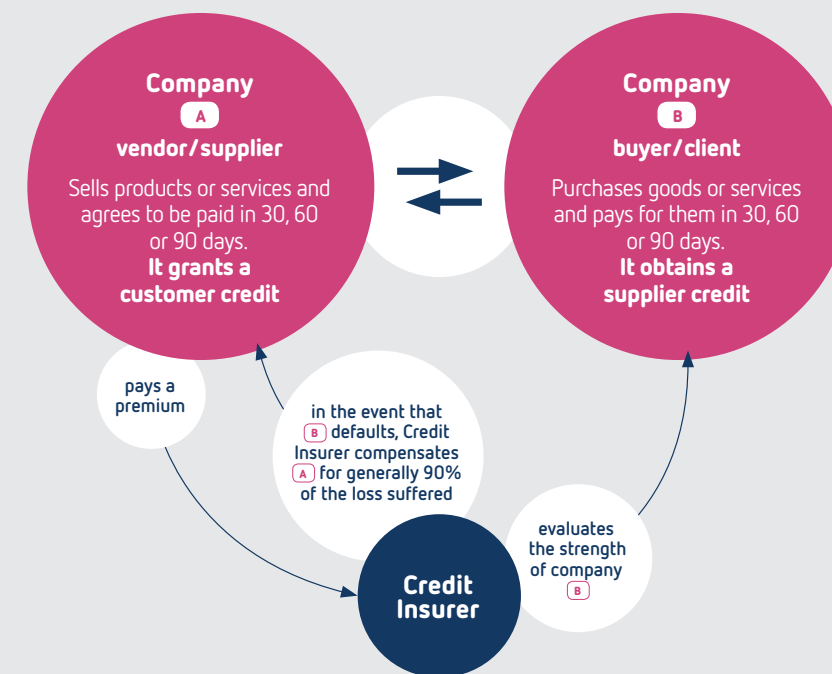 Company
A
vendor/supplier
Sells products or services and
agrees to be paid in 30, 60
or 90 days.
It grants a
customer credit
Company
B
buyer/client
Purchases goods or services
and pays for them in 30, 60
or 90 days.
It obtains a
supplier credit
pays a
premium
in the event that
B defaults, Credit
Insurer compensates
A for generally 90%
of the loss suffered
evaluates
the strength
of company
B
Credit
Insurer